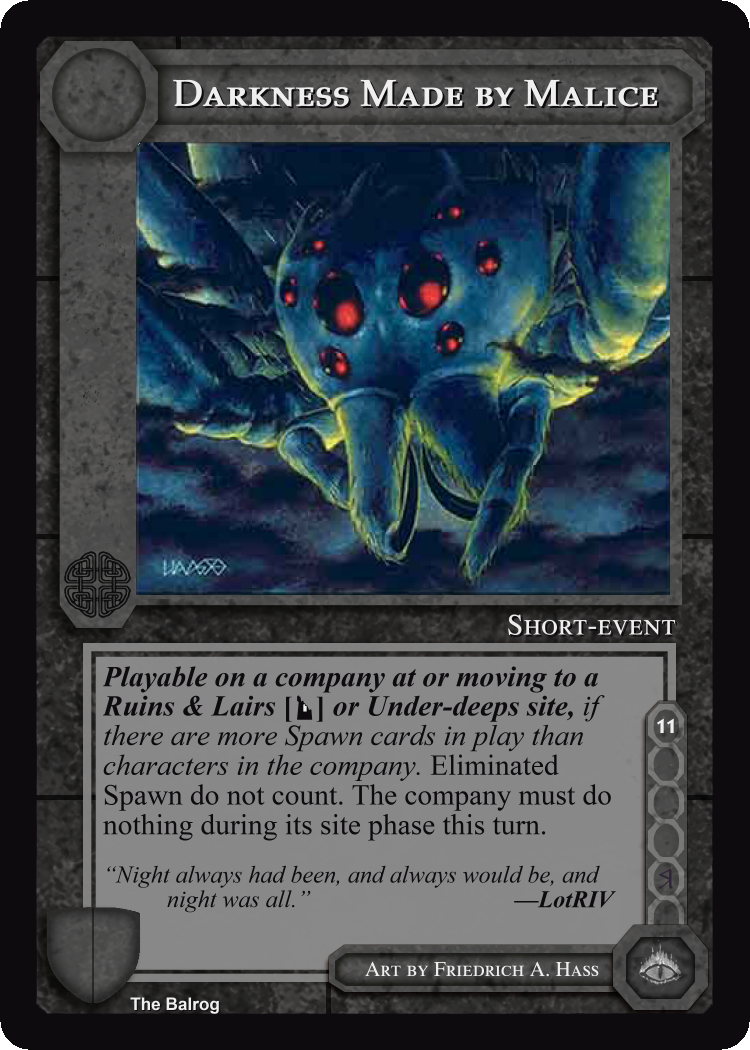 Darkness Made by Malice
Short-event
Playable on a company at or moving to a
Ruins & Lairs [] or Under-deeps site, if
there are more Spawn cards in play than
characters in the company. Eliminated
Spawn do not count. The company must do
nothing during its site phase this turn.
11
“Night always had been, and always would be, and
night was all.” —LotRIV
Art by Friedrich A. Hass
The Balrog